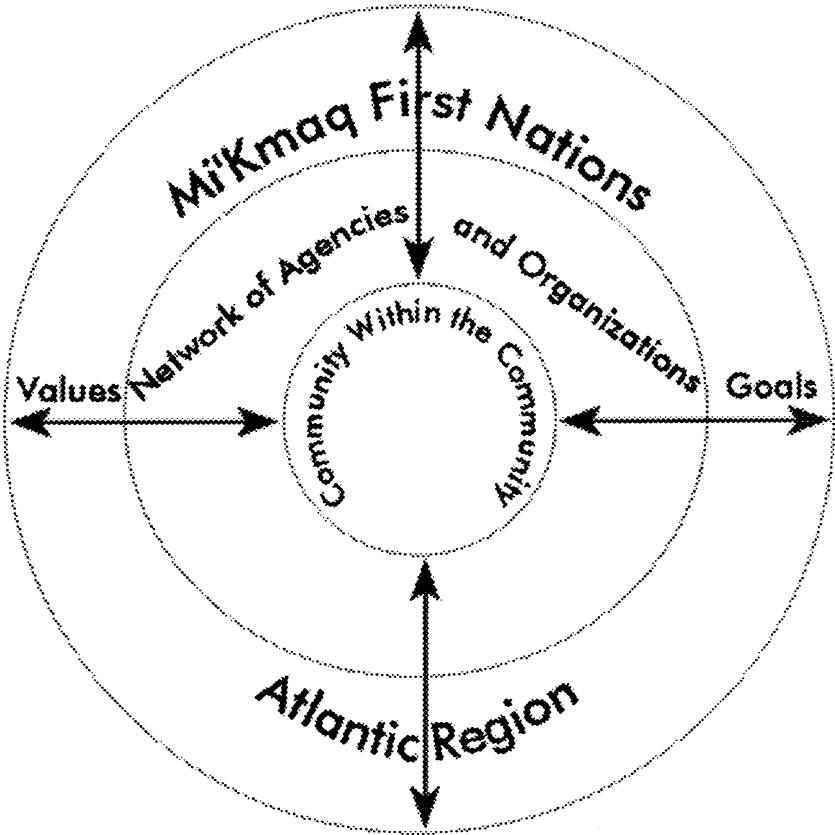 Mi'Kmaq First Nations
Network of Agencies and Organizations
Community Within the Community
Values
Goals
Atlantic Region